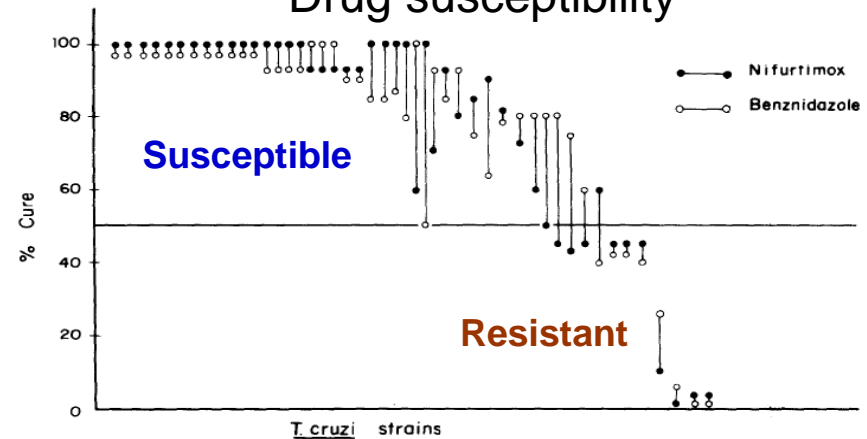 Drug susceptibility
100
80
60
40
20
0
% Cure
Nifurtimox
Benznidazole
Susceptible
Resistant
T. cruzi strains